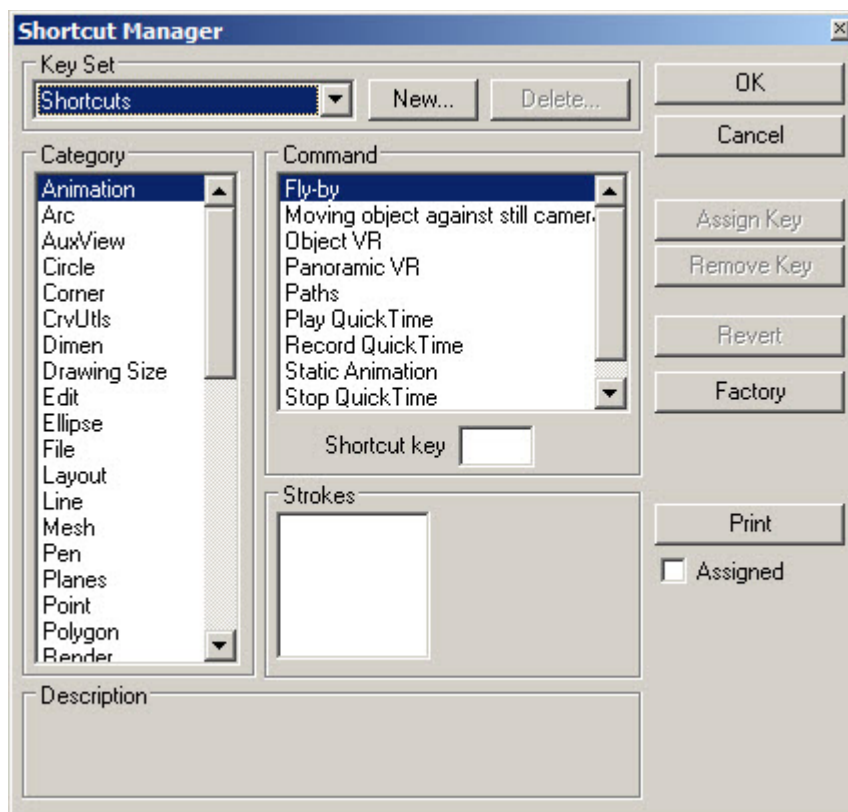 Shortcut Manager
Key Set
Shortcuts
New...
Delete...
OK
Cancel
Category
Animation
Arc
AuxView
Circle
Corner
CrvUtls
Dimen
Drawing Size
Edit
Ellipse
File
Layout
Line
Mesh
Pen
Planes
Point
Polygon
Render
Command
Fly-by
Moving object against still camer
Object VR
Panoramic VR
Paths
Play QuickTime
Record QuickTime
Static Animation
Stop QuickTime
Shortcut key
Strokes
Assign Key
Remove Key
Revert
Factory
Print
Assigned
Description